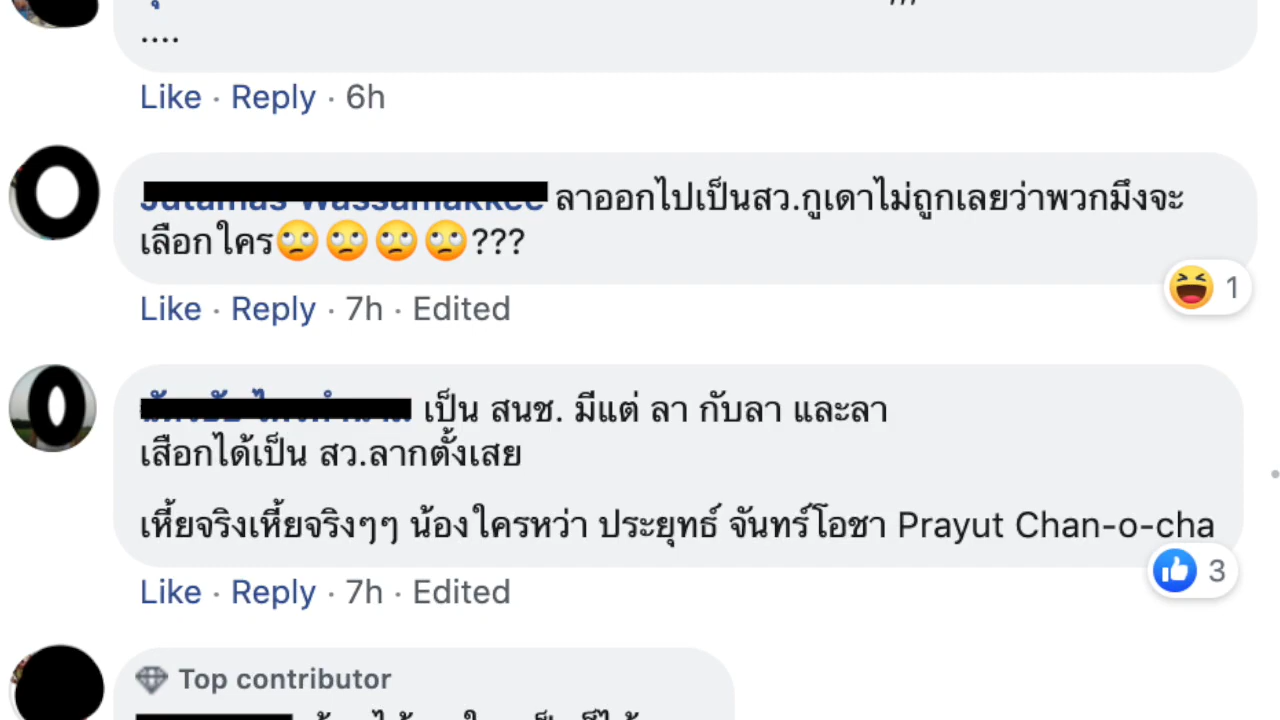 ....
Like · Reply · 6h
ลาออกไปเป็นสว.กูเดาไม่ถูกเลยว่าพวกมึงจะ
เลือกใคร🙄🙄🙄🙄???
1
Like · Reply · 7h · Edited
เป็น สนช. มีแต่ ลา กับลา และลา
เสือกได้เป็น สว.ลากตั้งเสย
เหี้ยจริงเหี้ยจริงๆๆ น้องใครหว่า ประยุทธ์ จันทร์โอชา Prayut Chan-o-cha
3
Like · Reply · 7h · Edited
Top contributor